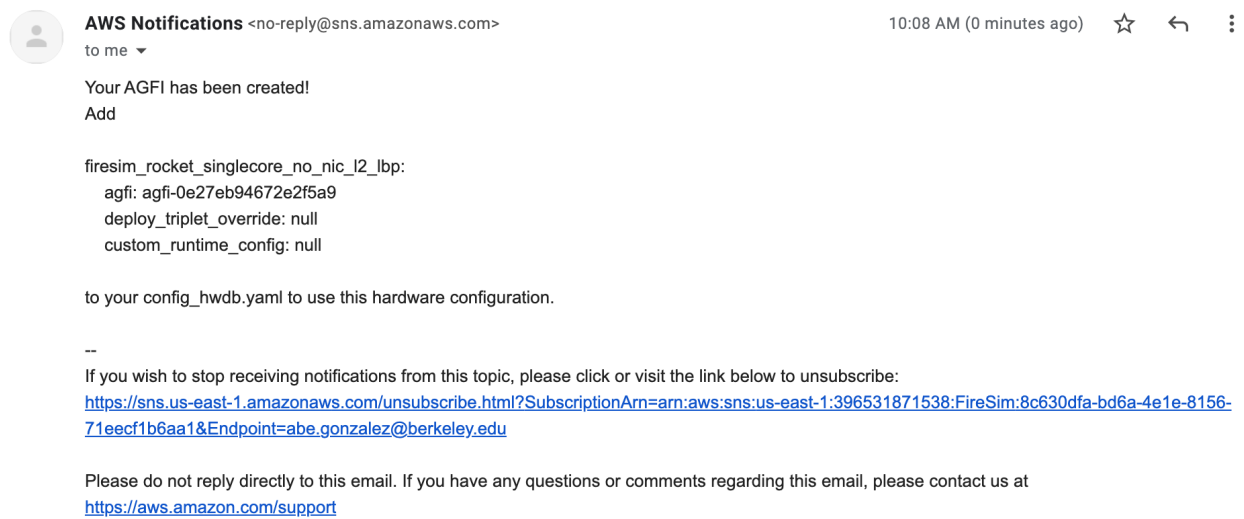 AWS Notifications <no-reply@sns.amazonaws.com> 10:08 AM (0 minutes ago)
to me
Your AGFI has been created!
Add
firesim_rocket_singlecore_no_nic_l2_lbp:
agfi: agfi-0e27eb94672e2f5a9
deploy_triplet_override: null
custom_runtime_config: null
to your config_hwdb.yaml to use this hardware configuration.
--
If you wish to stop receiving notifications from this topic, please click or visit the link below to unsubscribe:
https://sns.us-east-1.amazonaws.com/unsubscribe.html?SubscriptionArn=arn:aws:sns:us-east-1:396531871538:FireSim:8c630dfa-bd6a-4e1e-8156-
71eecf1b6aa1&Endpoint=abe.gonzalez@berkeley.edu
Please do not reply directly to this email. If you have any questions or comments regarding this email, please contact us at
https://aws.amazon.com/support